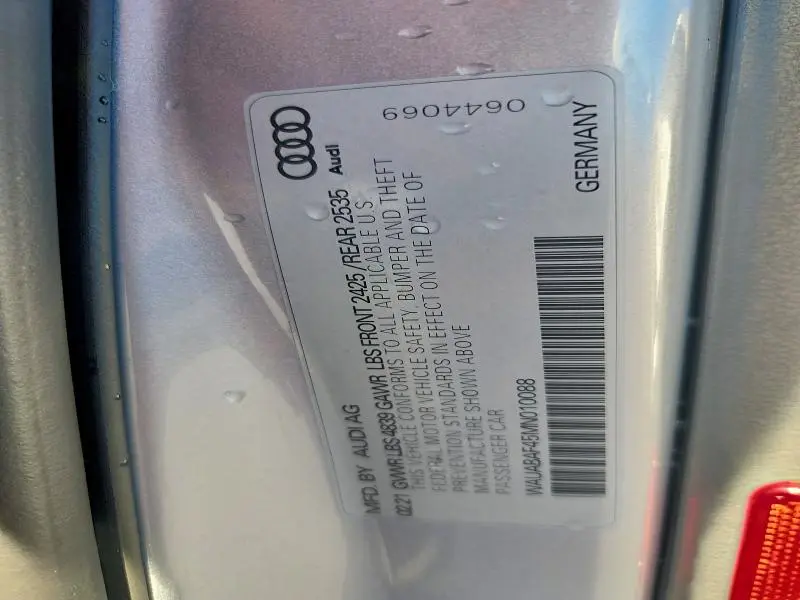 MFD. BY AUDI AG
02.21 GVWR LBS 4839 GAWR LBS FRONT 2425 / REAR 2535
THIS VEHICLE CONFORMS TO ALL APPLICABLE U.S.
FEDERAL MOTOR VEHICLE SAFETY, BUMPER AND THEFT
PREVENTION STANDARDS IN EFFECT ON THE DATE OF
MANUFACTURE SHOWN ABOVE
PASSENGER CAR
WAUABAF45MN010088
Audi
0644069
GERMANY